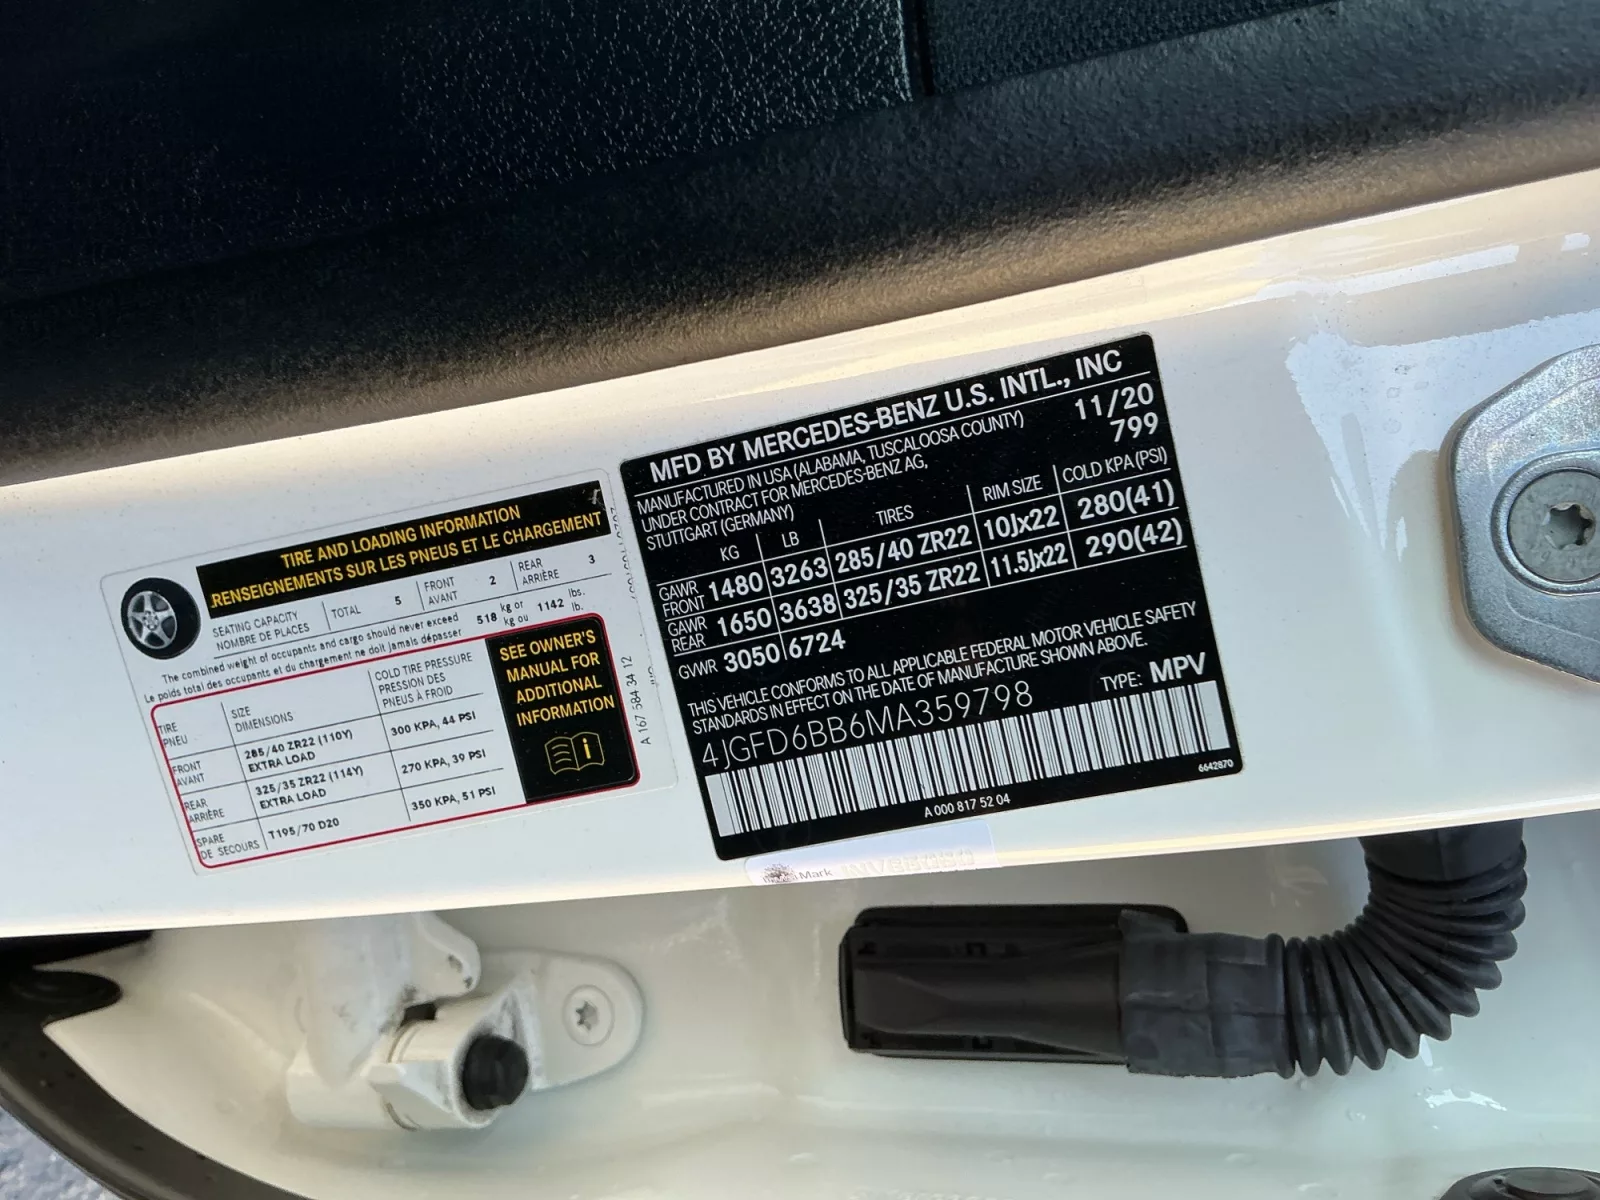 TIRE AND LOADING INFORMATION
RENSEIGNEMENTS SUR LES PNEUS ET LE CHARGEMENT
SEATING CAPACITY
NOMBRE DE PLACES
TOTAL 5
FRONT
AVANT
2
REAR
ARRIÈRE
3
The combined weight of occupants and cargo should never exceed
Le poids total des occupants et du chargement ne doit jamais dépasser
518 kg or
kg ou
1142 lbs.
lb.
TIRE
PNEU
SIZE
DIMENSIONS
COLD TIRE PRESSURE
PRESSION DES
PNEUS À FROID
FRONT
AVANT
285/40 ZR22 (110Y)
EXTRA LOAD
300 KPA, 44 PSI
REAR
ARRIÈRE
325/35 ZR22 (114Y)
EXTRA LOAD
270 KPA, 39 PSI
SPARE
DE SECOURS
T195/70 D20
350 KPA, 51 PSI
SEE OWNER'S
MANUAL FOR
ADDITIONAL
INFORMATION
A 167 584 34 12
MFD BY MERCEDES-BENZ U.S. INTL., INC
MANUFACTURED IN USA (ALABAMA, TUSCALOOSA COUNTY)
UNDER CONTRACT FOR MERCEDES-BENZ AG,
STUTTGART (GERMANY)
11/20
799
KG LB TIRES RIM SIZE COLD KPA (PSI)
GAWR
FRONT
1480 3263 285/40 ZR22 10Jx22 280(41)
GAWR
REAR
1650 3638 325/35 ZR22 11.5Jx22 290(42)
GVWR 3050 6724
THIS VEHICLE CONFORMS TO ALL APPLICABLE FEDERAL MOTOR VEHICLE SAFETY
STANDARDS IN EFFECT ON THE DATE OF MANUFACTURE SHOWN ABOVE.
4JGFD6BB6MA359798
TYPE: MPV
6642870
A 000 817 52 04
Mark